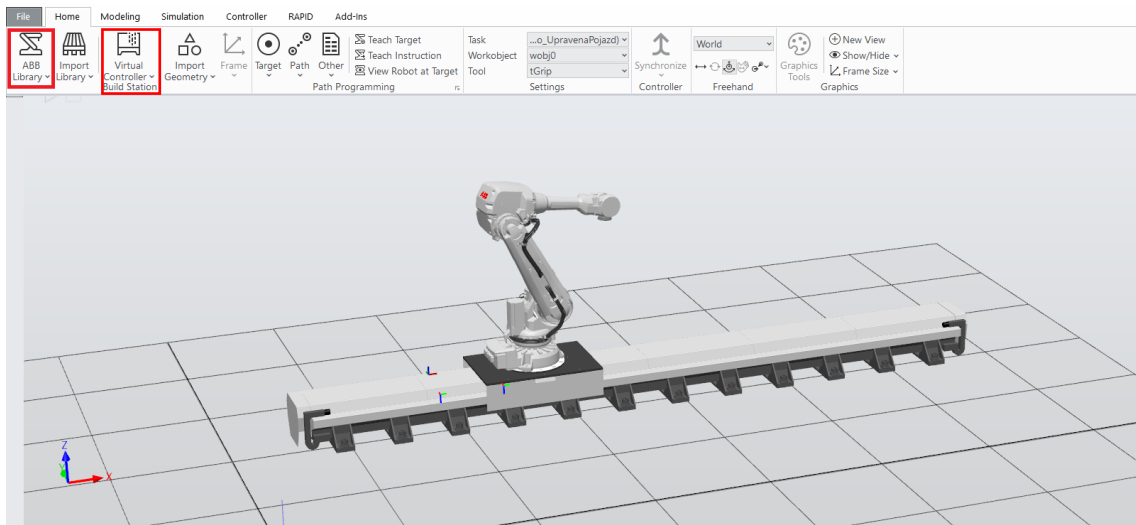 File Home Modeling Simulation Controller RAPID Add-Ins
ABB Library
Import Library
Virtual Controller
Import Geometry
Frame
Build Station
Target
Path
Other
Teach Target
Teach Instruction
View Robot at Target
Path Programming
Task ...o_UpravenaPojazd)
Workobject wobj0
Tool tGrip
Settings
Synchronize
Controller
World
Freehand
Graphics Tools
New View
Show/Hide
Frame Size
Graphics
ABB
Z
Y
X